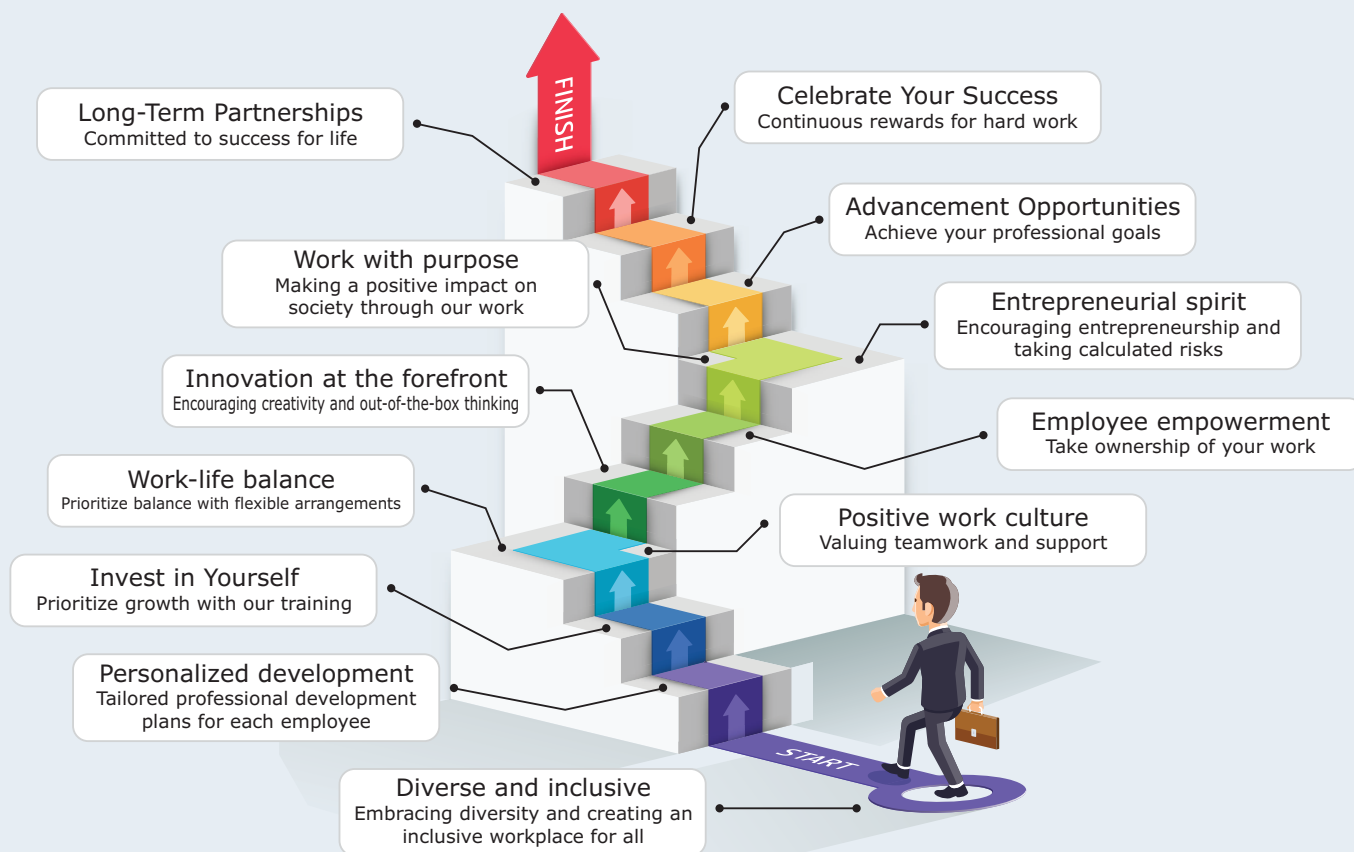 FINISH
Long-Term Partnerships
Committed to success for life
Celebrate Your Success
Continuous rewards for hard work
Advancement Opportunities
Achieve your professional goals
Work with purpose
Making a positive impact on
society through our work
Entrepreneurial spirit
Encouraging entrepreneurship and
taking calculated risks
Innovation at the forefront
Encouraging creativity and out-of-the-box thinking
Employee empowerment
Take ownership of your work
Work-life balance
Prioritize balance with flexible arrangements
Positive work culture
Valuing teamwork and support
Invest in Yourself
Prioritize growth with our training
Personalized development
Tailored professional development
plans for each employee
START
Diverse and inclusive
Embracing diversity and creating an
inclusive workplace for all